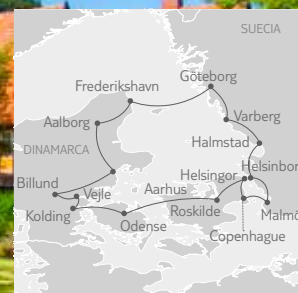 SUECIA
Göteborg
Frederikshavn
Varberg
Aalborg
Halmstad
DINAMARCA
Helsinbor
Helsingor
Billund
Vejle
Aarhus
Kolding
Roskilde
Malmö
Odense
Copenhague